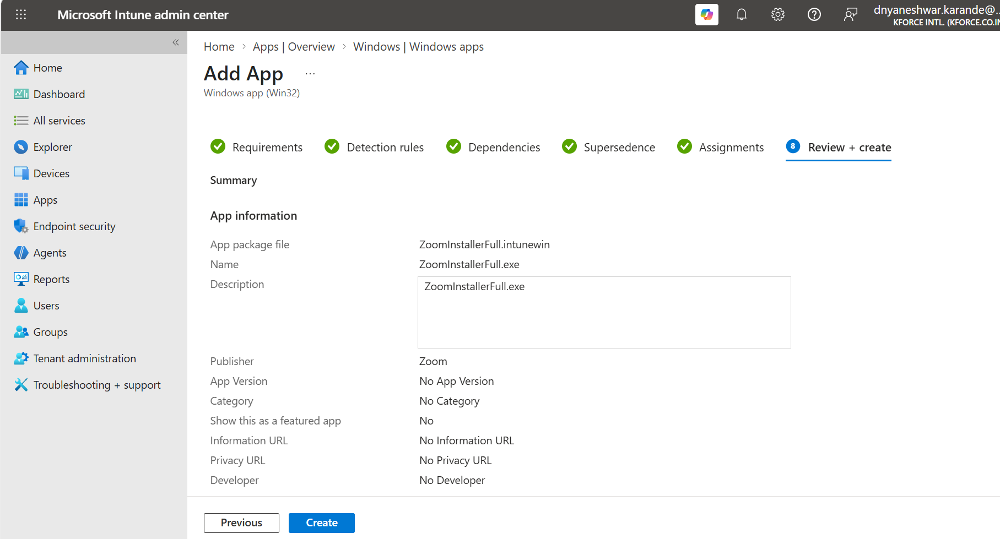 Microsoft Intune admin center
dnyaneshwar.karande@...
KFORCE INTL. (KFORCE.CO.IN
Home
Dashboard
All services
Explorer
Devices
Apps
Endpoint security
Agents
Reports
Users
Groups
Tenant administration
Troubleshooting + support
Home > Apps | Overview > Windows | Windows apps
Add App ...
Windows app (Win32)
Requirements Detection rules Dependencies Supersedence Assignments 8 Review + create
Summary
App information
App package file ZoomInstallerFull.intunewin
Name ZoomInstallerFull.exe
Description ZoomInstallerFull.exe
Publisher Zoom
App Version No App Version
Category No Category
Show this as a featured app No
Information URL No Information URL
Privacy URL No Privacy URL
Developer No Developer
Previous Create